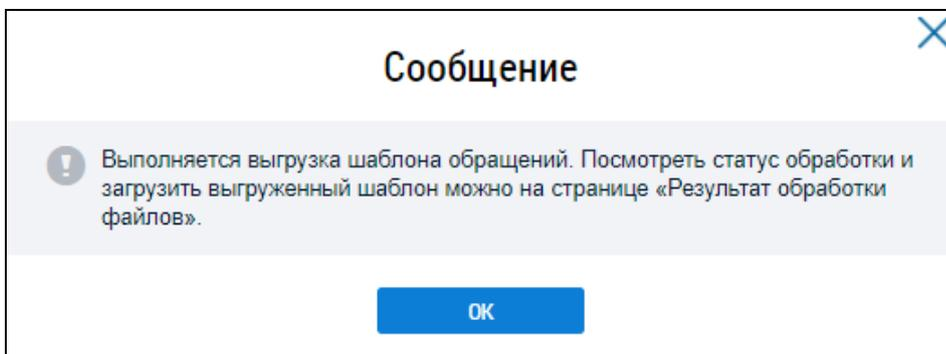 Сообщение
Выполняется выгрузка шаблона обращений. Посмотреть статус обработки и
загрузить выгруженный шаблон можно на странице «Результат обработки
файлов».
ОК